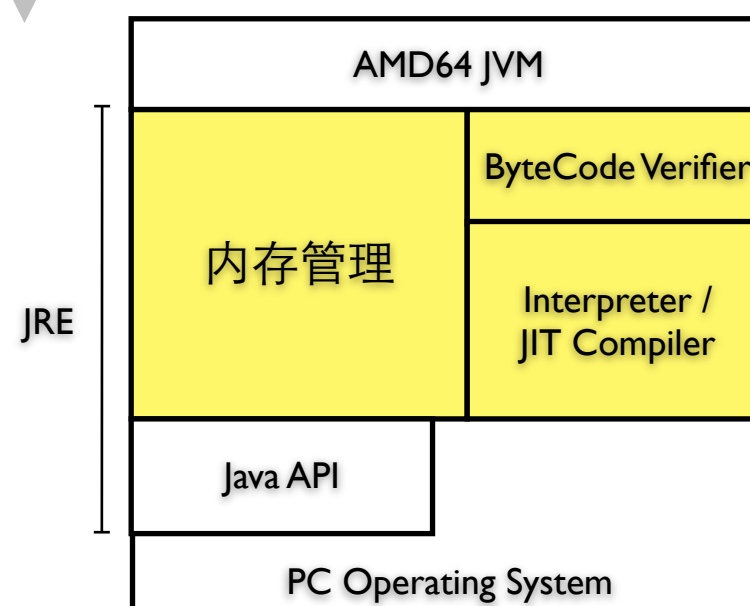 AMD64 JVM
ByteCode Verifier
内存管理
Interpreter /
JIT Compiler
JRE
Java API
PC Operating System